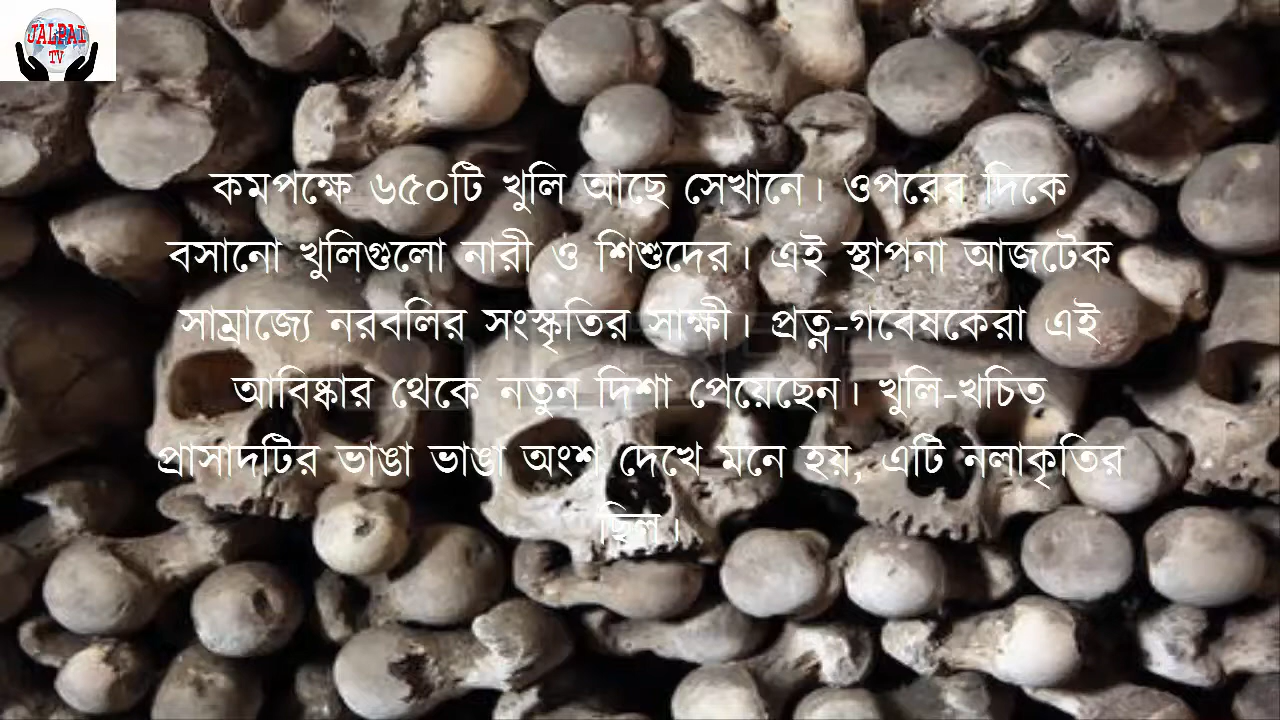 JALPAI
TV
কমপক্ষে ৬৫০টি খুলি আছে সেখানে। ওপরের দিকে
বসানো খুলিগুলো নারী ও শিশুদের। এই স্থাপনা আজটেক
সাম্রাজ্যে নরবলির সংস্কৃতির সাক্ষী। প্রত্ন-গবেষকেরা এই
আবিষ্কার থেকে নতুন দিশা পেয়েছেন। খুলি-খচিত
প্রাসাদটির ভাঙা ভাঙা অংশ দেখে মনে হয়, এটি নলাকৃতির
ছিল।